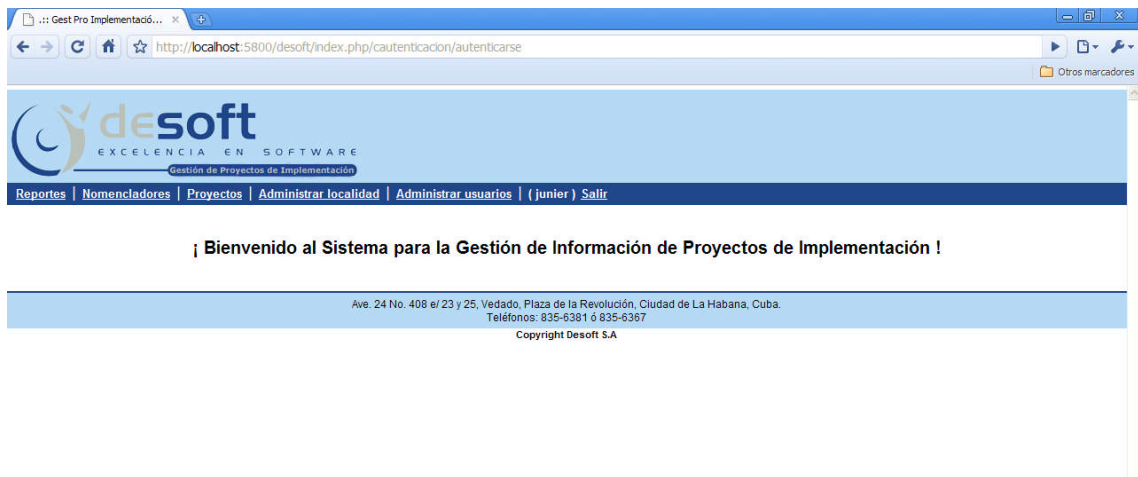 .:: Gest Pro Implementació...
http://localhost:5800/desoft/index.php/cautenticacion/autenticarse
Otros marcadores
desoft
EXCELENCIA EN SOFTWARE
Gestión de Proyectos de Implementación
Reportes | Nomencladores | Proyectos | Administrar localidad | Administrar usuarios | ( junier ) Salir
¡ Bienvenido al Sistema para la Gestión de Información de Proyectos de Implementación !
Ave. 24 No. 408 e/ 23 y 25, Vedado, Plaza de la Revolución, Ciudad de La Habana, Cuba.
Teléfonos: 835-6381 ó 835-6367
Copyright Desoft S.A